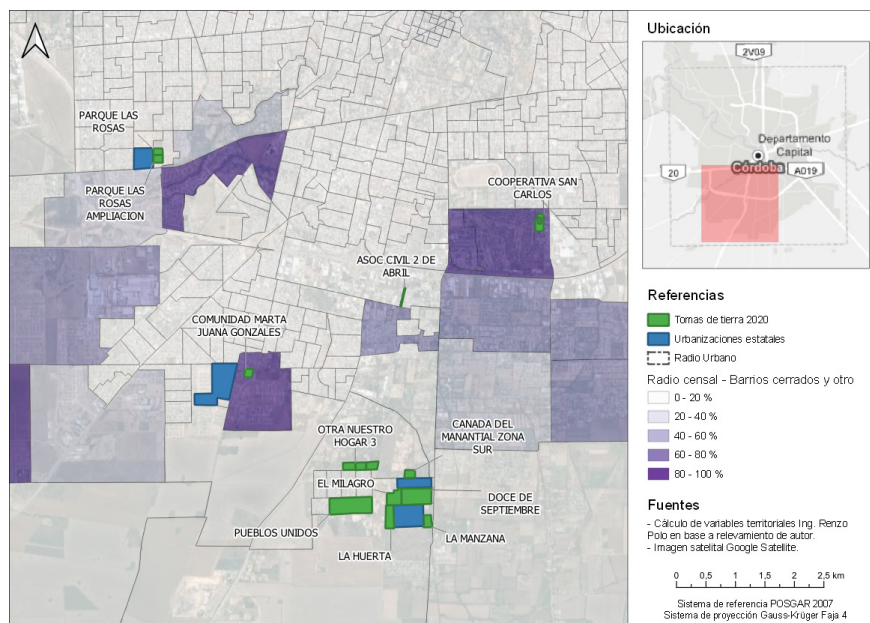 PARQUE LAS
ROSAS
PARQUE LAS
ROSAS
AMPLIACION
COOPERATIVA SAN
CARLOS
ASOC CIVIL 2 DE
ABRIL
COMUNIDAD MARTA
JUANA GONZALES
OTRA NUESTRO
HOGAR 3
CANADA DEL
MANANTIAL ZONA
SUR
EL MILAGRO
DOCE DE
SEPTIEMBRE
PUEBLOS UNIDOS
LA MANZANA
LA HUERTA
Ubicación
2V09
Departamento
Capital
20
Córdoba
A019
Referencias
Tomas de tierra 2020
Urbanizaciones estatales
Radio Urbano
Radio censal - Barrios cerrados y otro
0 - 20 %
20 - 40 %
40 - 60 %
60 - 80 %
80 - 100 %
Fuentes
- Cálculo de variables territoriales Ing. Renzo
Polo en base a relevamiento de autor.
- Imagen satelital Google Satellite.
0 0,5 1 1,5 2 2,5 km
Sistema de referencia POSGAR 2007
Sistema de proyección Gauss-Krüger Faja 4